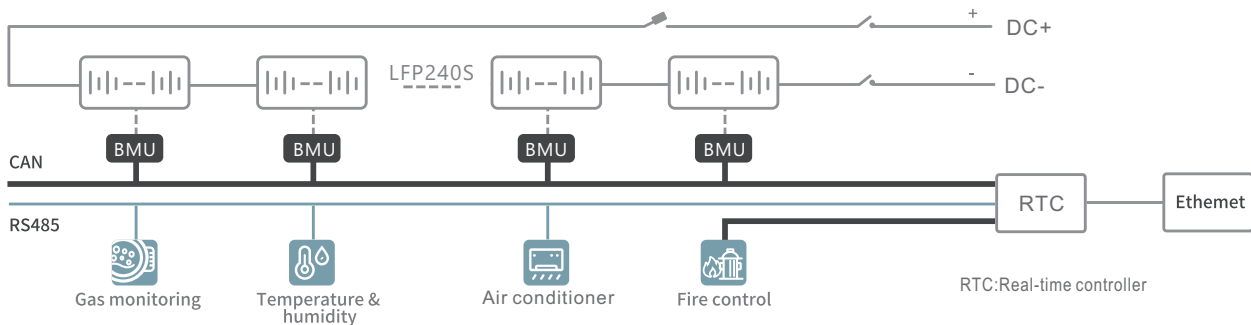 +
DC+
LFP240S
-
DC-
BMU
BMU
BMU
BMU
CAN
RTC
Ethemet
RS485
Gas monitoring
Temperature &
humidity
Air conditioner
Fire control
RTC:Real-time controller